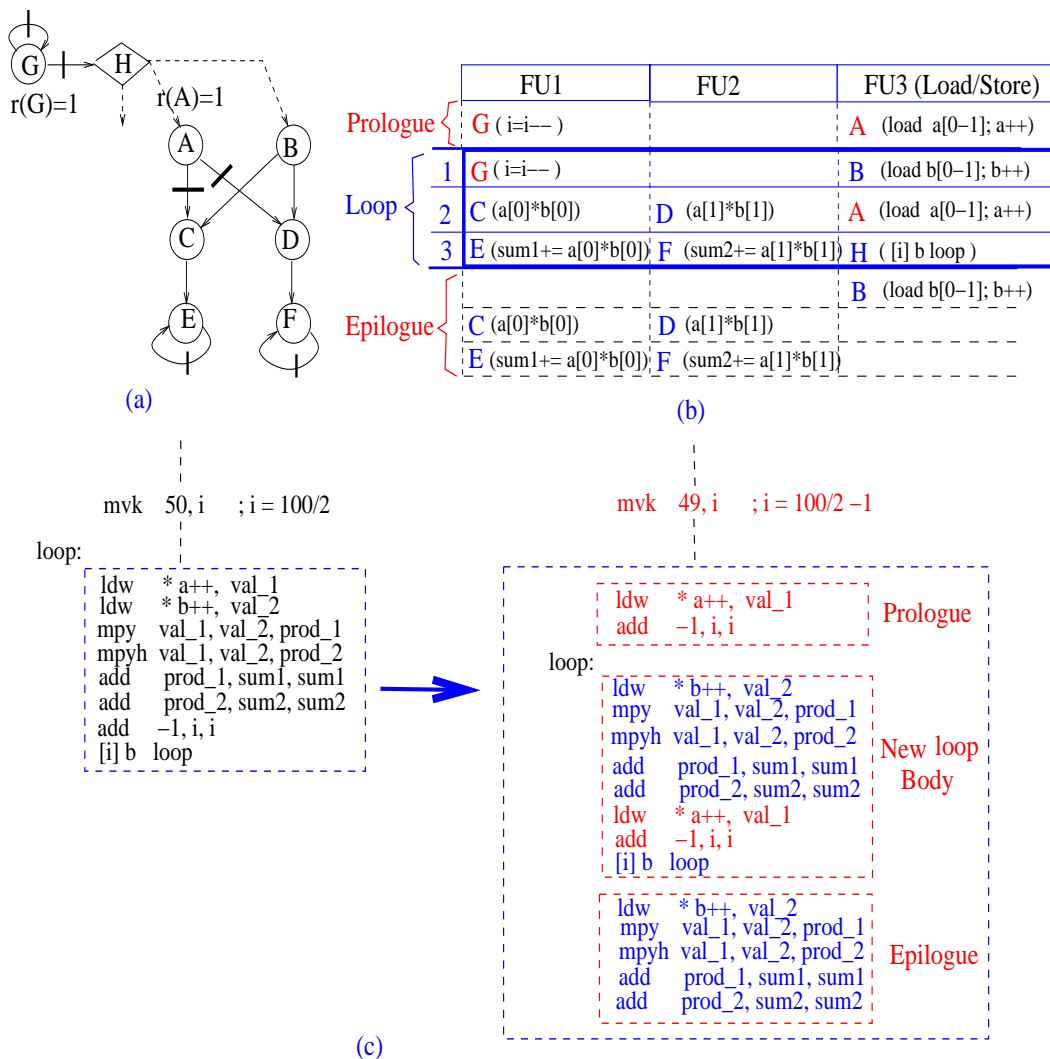 G
H
r(G)=1
r(A)=1
A
B
C
D
E
F
(a)
FU1 FU2 FU3 (Load/Store)
Prologue G ( i=i−−) A (load a[0−1]; a++)
Loop
1 G ( i=i−−) B (load b[0−1]; b++)
2 C (a[0]*b[0]) D (a[1]*b[1]) A (load a[0−1]; a++)
3 E (sum1+= a[0]*b[0]) F (sum2+= a[1]*b[1]) H ( [i] b loop )
B (load b[0−1]; b++)
Epilogue C (a[0]*b[0]) D (a[1]*b[1])
E (sum1+= a[0]*b[0]) F (sum2+= a[1]*b[1])
(b)
mvk 50, i ; i = 100/2
loop:
ldw * a++, val_1
ldw * b++, val_2
mpy val_1, val_2, prod_1
mpyh val_1, val_2, prod_2
add prod_1, sum1, sum1
add prod_2, sum2, sum2
add −1, i, i
[i] b loop
mvk 49, i ; i = 100/2 −1
ldw * a++, val_1
add −1, i, i
Prologue
loop:
ldw * b++, val_2
mpy val_1, val_2, prod_1
mpyh val_1, val_2, prod_2
add prod_1, sum1, sum1
add prod_2, sum2, sum2
ldw * a++, val_1
add −1, i, i
[i] b loop
New loop
Body
ldw * b++, val_2
mpy val_1, val_2, prod_1
mpyh val_1, val_2, prod_2
add prod_1, sum1, sum1
add prod_2, sum2, sum2
Epilogue
(c)